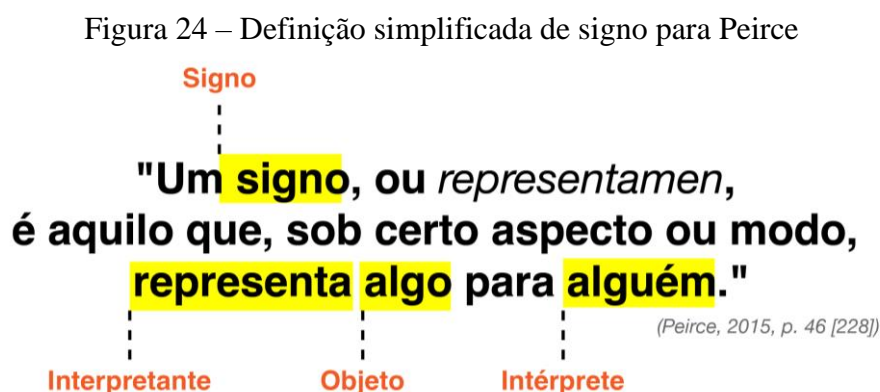 Figura 24 – Definição simplificada de signo para Peirce
Signo
"Um signo, ou representamen,
é aquilo que, sob certo aspecto ou modo,
representa algo para alguém."
(Peirce, 2015, p. 46 [228])
Interpretante Objeto Intérprete